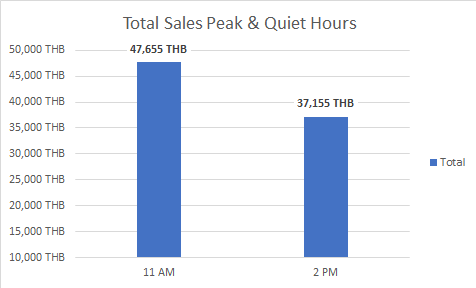 Total Sales Peak & Quiet Hours
50,000 THB
45,000 THB
40,000 THB
35,000 THB
30,000 THB
25,000 THB
20,000 THB
15,000 THB
10,000 THB
47,655 THB
37,155 THB
11 AM
2 PM
Total